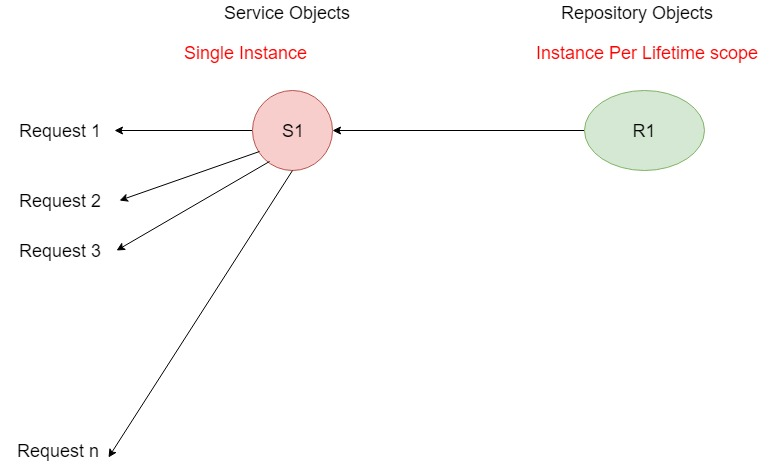 Service Objects
Repository Objects
Single Instance
Instance Per Lifetime scope
Request 1
S1
R1
Request 2
Request 3
Request n